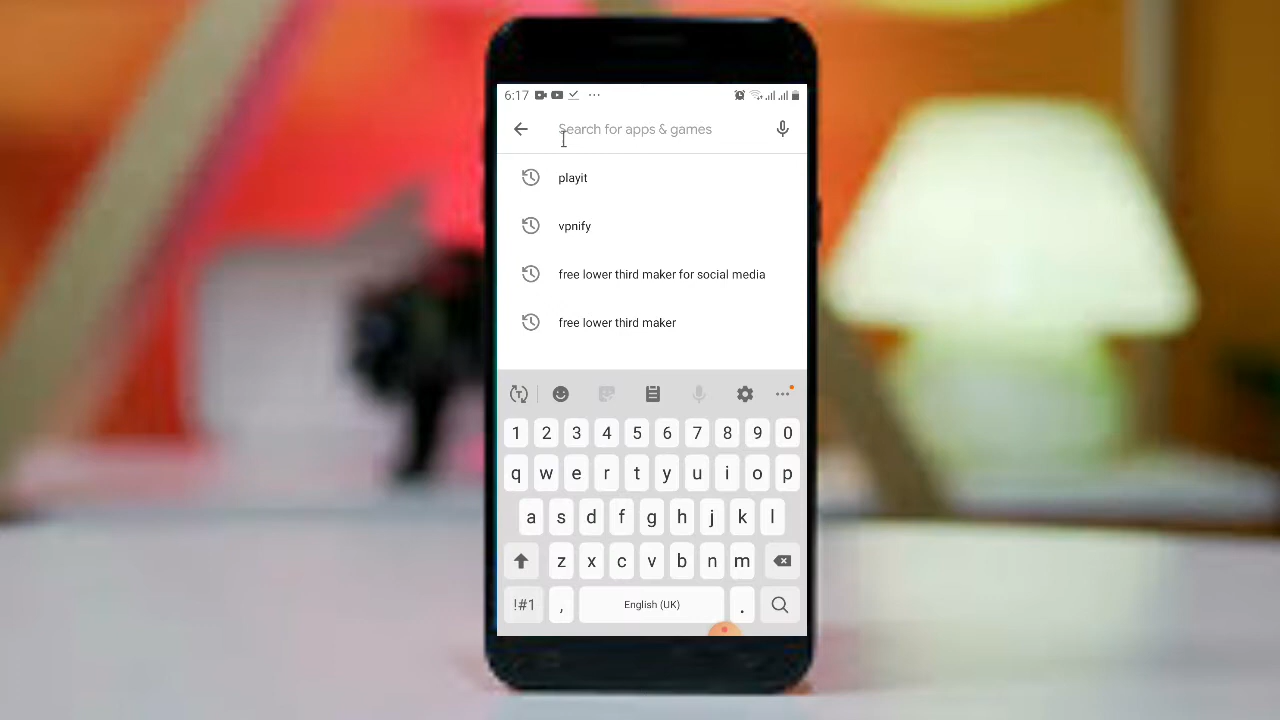 6:17
Search for apps & games
playit
vpnify
free lower third maker for social media
free lower third maker
1 2 3 4 5 6 7 8 9 0
q w e r t y u i o p
a s d f g h j k l
z x c v b n m
!#1 , English (UK) .